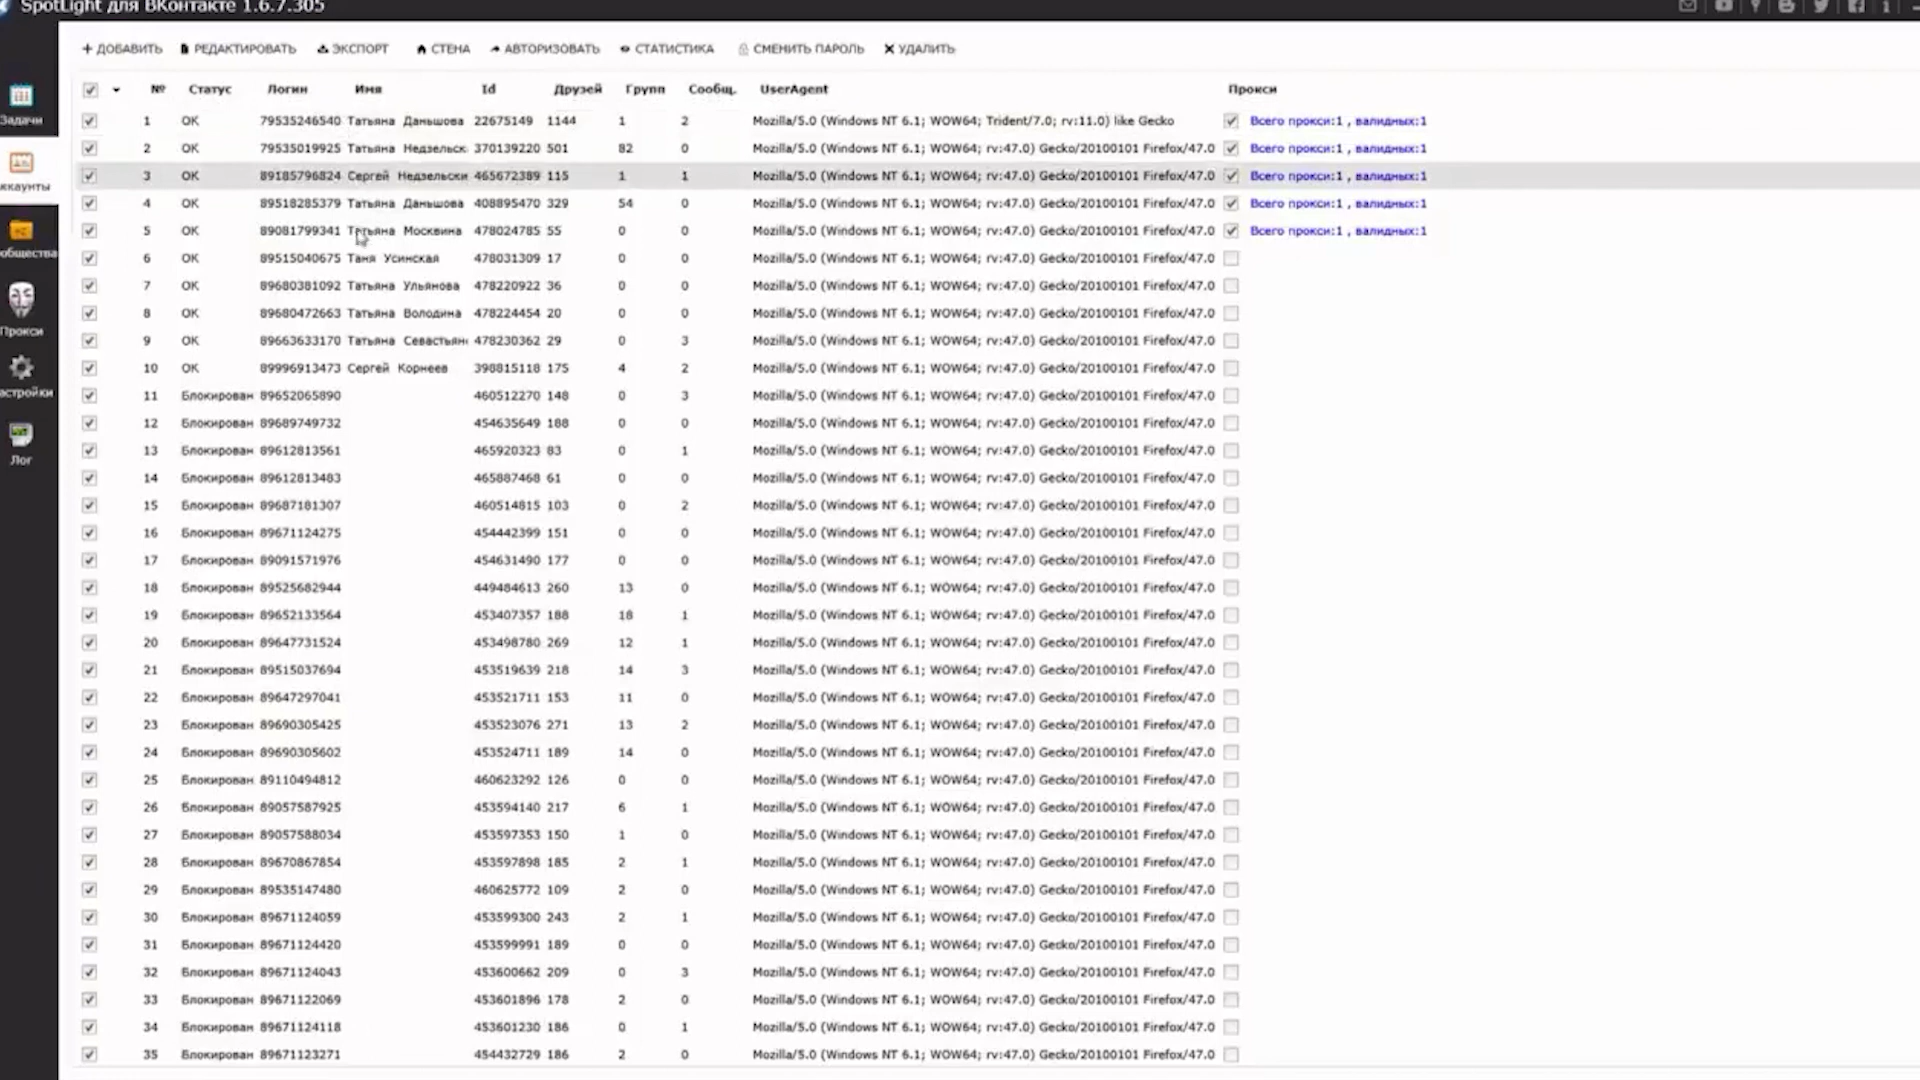 SpotLight для ВКонтакте 1.6.7.305
ДОБАВИТЬ РЕДАКТИРОВАТЬ ЭКСПОРТ СТЕНА АВТОРИЗОВАТЬ СТАТИСТИКА СМЕНИТЬ ПАРОЛЬ УДАЛИТЬ
Задачи
ккаунты
общества
Прокси
астройки
Лог
№ Статус Логин Имя Id Друзей Групп Сообщ. UserAgent Прокси
1 ОК 79535246540 Татьяна Даньшова 22675149 1144 1 2 Mozilla/5.0 (Windows NT 6.1; WOW64; Trident/7.0; rv:11.0) like Gecko Всего прокси:1 , валидных:1
2 ОК 79535019925 Татьяна Недзельск 370139220 501 82 0 Mozilla/5.0 (Windows NT 6.1; WOW64; rv:47.0) Gecko/20100101 Firefox/47.0 Всего прокси:1 , валидных:1
3 ОК 89185796824 Сергей Недзельски 465672389 115 1 1 Mozilla/5.0 (Windows NT 6.1; WOW64; rv:47.0) Gecko/20100101 Firefox/47.0 Всего прокси:1 , валидных:1
4 ОК 89518285379 Татьяна Даньшова 408895470 329 54 0 Mozilla/5.0 (Windows NT 6.1; WOW64; rv:47.0) Gecko/20100101 Firefox/47.0 Всего прокси:1 , валидных:1
5 ОК 89081799341 Татьяна Москвина 478024785 55 0 0 Mozilla/5.0 (Windows NT 6.1; WOW64; rv:47.0) Gecko/20100101 Firefox/47.0 Всего прокси:1 , валидных:1
6 ОК 89515040675 Таня Усинская 478031309 17 0 0 Mozilla/5.0 (Windows NT 6.1; WOW64; rv:47.0) Gecko/20100101 Firefox/47.0
7 ОК 89680381092 Татьяна Ульянова 478220922 36 0 0 Mozilla/5.0 (Windows NT 6.1; WOW64; rv:47.0) Gecko/20100101 Firefox/47.0
8 ОК 89680472663 Татьяна Володина 478224454 20 0 0 Mozilla/5.0 (Windows NT 6.1; WOW64; rv:47.0) Gecko/20100101 Firefox/47.0
9 ОК 89663633170 Татьяна Севастьян 478230362 29 0 3 Mozilla/5.0 (Windows NT 6.1; WOW64; rv:47.0) Gecko/20100101 Firefox/47.0
10 ОК 89996913473 Сергей Корнеев 398815118 175 4 2 Mozilla/5.0 (Windows NT 6.1; WOW64; rv:47.0) Gecko/20100101 Firefox/47.0
11 Блокирован 89652065890 460512270 148 0 3 Mozilla/5.0 (Windows NT 6.1; WOW64; rv:47.0) Gecko/20100101 Firefox/47.0
12 Блокирован 89689749732 454635649 188 0 0 Mozilla/5.0 (Windows NT 6.1; WOW64; rv:47.0) Gecko/20100101 Firefox/47.0
13 Блокирован 89612813561 465920323 83 0 1 Mozilla/5.0 (Windows NT 6.1; WOW64; rv:47.0) Gecko/20100101 Firefox/47.0
14 Блокирован 89612813483 465887468 61 0 0 Mozilla/5.0 (Windows NT 6.1; WOW64; rv:47.0) Gecko/20100101 Firefox/47.0
15 Блокирован 89687181307 460514815 103 0 2 Mozilla/5.0 (Windows NT 6.1; WOW64; rv:47.0) Gecko/20100101 Firefox/47.0
16 Блокирован 89671124275 454442399 151 0 0 Mozilla/5.0 (Windows NT 6.1; WOW64; rv:47.0) Gecko/20100101 Firefox/47.0
17 Блокирован 89091571976 454631490 177 0 0 Mozilla/5.0 (Windows NT 6.1; WOW64; rv:47.0) Gecko/20100101 Firefox/47.0
18 Блокирован 89525682944 449484613 260 13 0 Mozilla/5.0 (Windows NT 6.1; WOW64; rv:47.0) Gecko/20100101 Firefox/47.0
19 Блокирован 89652133564 453407357 188 18 1 Mozilla/5.0 (Windows NT 6.1; WOW64; rv:47.0) Gecko/20100101 Firefox/47.0
20 Блокирован 89647731524 453498780 269 12 1 Mozilla/5.0 (Windows NT 6.1; WOW64; rv:47.0) Gecko/20100101 Firefox/47.0
21 Блокирован 89515037694 453519639 218 14 3 Mozilla/5.0 (Windows NT 6.1; WOW64; rv:47.0) Gecko/20100101 Firefox/47.0
22 Блокирован 89647297041 453521711 153 11 0 Mozilla/5.0 (Windows NT 6.1; WOW64; rv:47.0) Gecko/20100101 Firefox/47.0
23 Блокирован 89690305425 453523076 271 13 2 Mozilla/5.0 (Windows NT 6.1; WOW64; rv:47.0) Gecko/20100101 Firefox/47.0
24 Блокирован 89690305602 453524711 189 14 0 Mozilla/5.0 (Windows NT 6.1; WOW64; rv:47.0) Gecko/20100101 Firefox/47.0
25 Блокирован 89110494812 460623292 126 0 0 Mozilla/5.0 (Windows NT 6.1; WOW64; rv:47.0) Gecko/20100101 Firefox/47.0
26 Блокирован 89057587925 453594140 217 6 1 Mozilla/5.0 (Windows NT 6.1; WOW64; rv:47.0) Gecko/20100101 Firefox/47.0
27 Блокирован 89057588034 453597353 150 1 0 Mozilla/5.0 (Windows NT 6.1; WOW64; rv:47.0) Gecko/20100101 Firefox/47.0
28 Блокирован 89670867854 453597898 185 2 1 Mozilla/5.0 (Windows NT 6.1; WOW64; rv:47.0) Gecko/20100101 Firefox/47.0
29 Блокирован 89535147480 460625772 109 2 0 Mozilla/5.0 (Windows NT 6.1; WOW64; rv:47.0) Gecko/20100101 Firefox/47.0
30 Блокирован 89671124059 453599300 243 2 1 Mozilla/5.0 (Windows NT 6.1; WOW64; rv:47.0) Gecko/20100101 Firefox/47.0
31 Блокирован 89671124420 453599991 189 0 0 Mozilla/5.0 (Windows NT 6.1; WOW64; rv:47.0) Gecko/20100101 Firefox/47.0
32 Блокирован 89671124043 453600662 209 0 3 Mozilla/5.0 (Windows NT 6.1; WOW64; rv:47.0) Gecko/20100101 Firefox/47.0
33 Блокирован 89671122069 453601896 178 2 0 Mozilla/5.0 (Windows NT 6.1; WOW64; rv:47.0) Gecko/20100101 Firefox/47.0
34 Блокирован 89671124118 453601230 186 0 1 Mozilla/5.0 (Windows NT 6.1; WOW64; rv:47.0) Gecko/20100101 Firefox/47.0
35 Блокирован 89671123271 454432729 186 2 0 Mozilla/5.0 (Windows NT 6.1; WOW64; rv:47.0) Gecko/20100101 Firefox/47.0